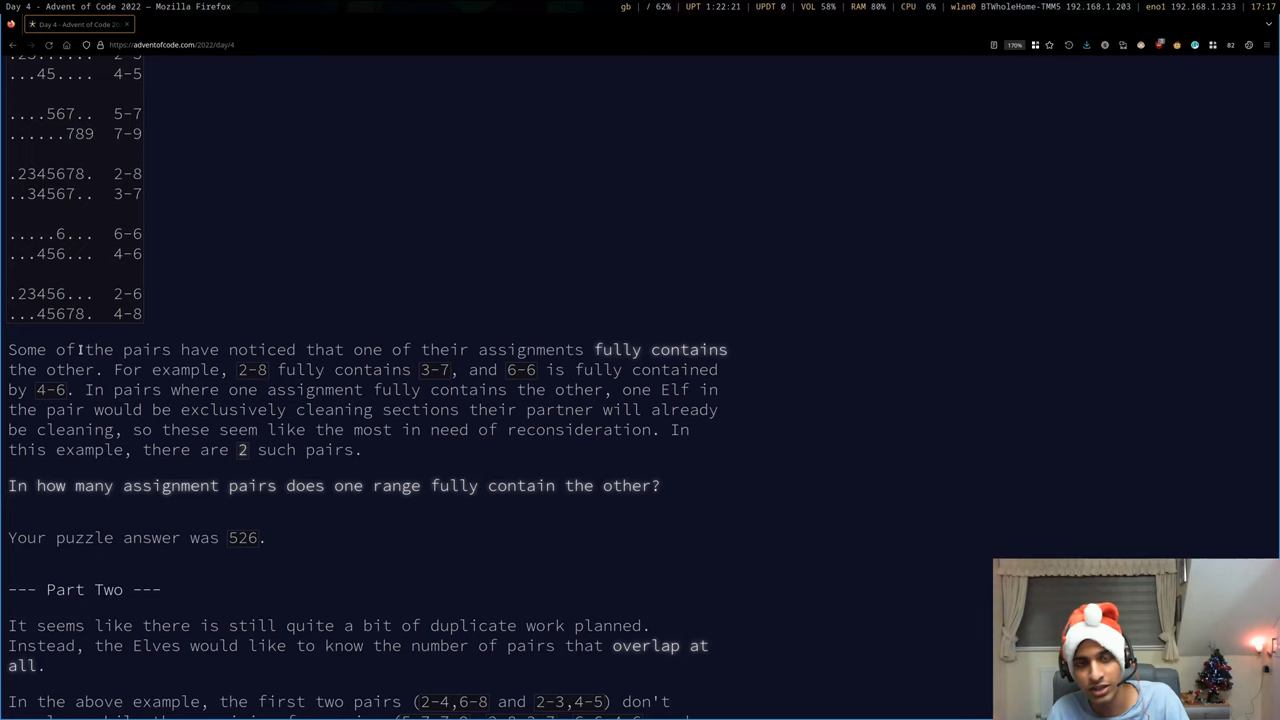 Day 4 - Advent of Code 2022 — Mozilla Firefox
gb | / 62% | UPT 1:22:21 | UPDT 0 | VOL 58% | RAM 80% | CPU 6% | wlan0 BTWholeHome-TMM5 192.168.1.203 | eno1 192.168.1.233 | 17:17
Day 4 - Advent of Code 202
https://adventofcode.com/2022/day/4
170%
82
.23...... 2-3
...45.... 4-5
....567.. 5-7
......789 7-9
.2345678. 2-8
..34567.. 3-7
.....6... 6-6
...456... 4-6
.23456... 2-6
...45678. 4-8
Some of the pairs have noticed that one of their assignments fully contains
the other. For example, 2-8 fully contains 3-7, and 6-6 is fully contained
by 4-6. In pairs where one assignment fully contains the other, one Elf in
the pair would be exclusively cleaning sections their partner will already
be cleaning, so these seem like the most in need of reconsideration. In
this example, there are 2 such pairs.
In how many assignment pairs does one range fully contain the other?
Your puzzle answer was 526.
--- Part Two ---
It seems like there is still quite a bit of duplicate work planned.
Instead, the Elves would like to know the number of pairs that overlap at
all.
In the above example, the first two pairs (2-4,6-8 and 2-3,4-5) don't